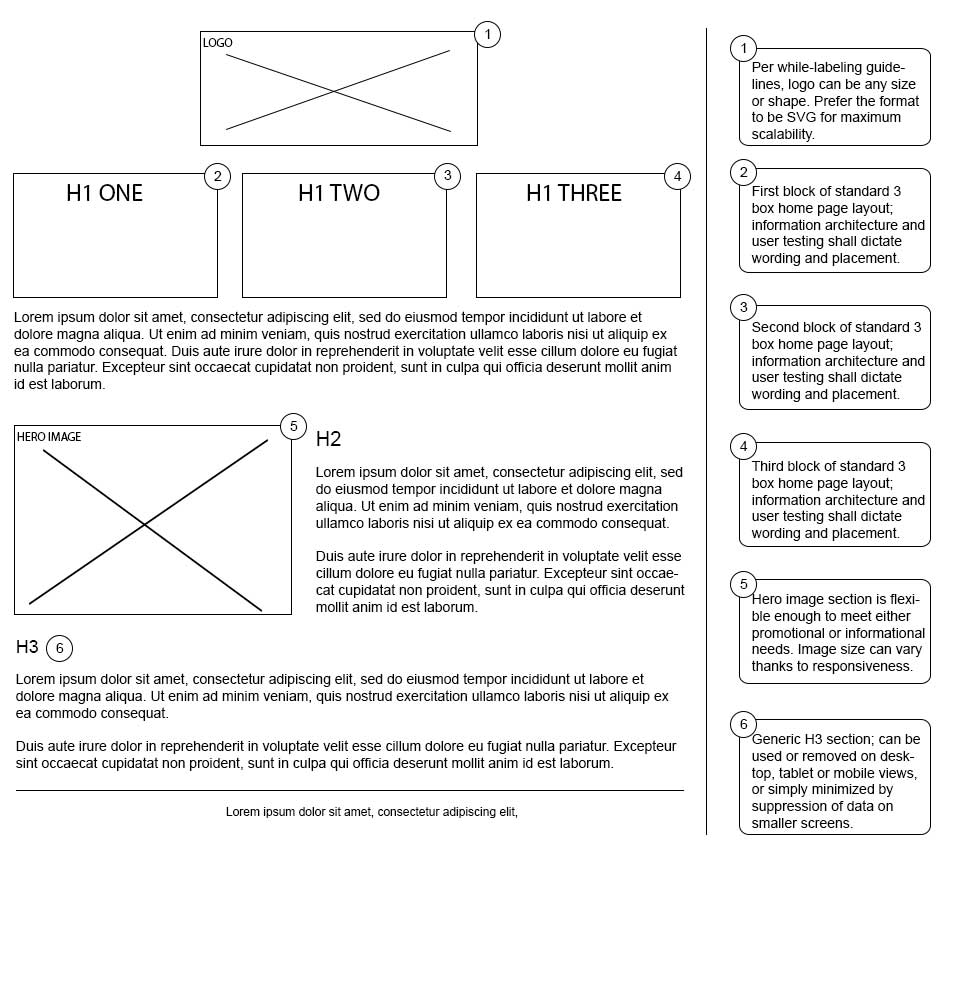 LOGO
1
H1 ONE
2
H1 TWO
3
H1 THREE
4
Lorem ipsum dolor sit amet, consectetur adipiscing elit, sed do eiusmod tempor incididunt ut labore et
dolore magna aliqua. Ut enim ad minim veniam, quis nostrud exercitation ullamco laboris nisi ut aliquip ex
ea commodo consequat. Duis aute irure dolor in reprehenderit in voluptate velit esse cillum dolore eu fugiat
nulla pariatur. Excepteur sint occaecat cupidatat non proident, sunt in culpa qui officia deserunt mollit anim
id est laborum.
HERO IMAGE
5
H2
Lorem ipsum dolor sit amet, consectetur adipiscing elit, sed
do eiusmod tempor incididunt ut labore et dolore magna
aliqua. Ut enim ad minim veniam, quis nostrud exercitation
ullamco laboris nisi ut aliquip ex ea commodo consequat.
Duis aute irure dolor in reprehenderit in voluptate velit esse
cillum dolore eu fugiat nulla pariatur. Excepteur sint occae-
cat cupidatat non proident, sunt in culpa qui officia deserunt
mollit anim id est laborum.
H3
6
Lorem ipsum dolor sit amet, consectetur adipiscing elit, sed do eiusmod tempor incididunt ut labore et
dolore magna aliqua. Ut enim ad minim veniam, quis nostrud exercitation ullamco laboris nisi ut aliquip ex
ea commodo consequat.
Duis aute irure dolor in reprehenderit in voluptate velit esse cillum dolore eu fugiat nulla pariatur. Excepteur
sint occaecat cupidatat non proident, sunt in culpa qui officia deserunt mollit anim id est laborum.
Lorem ipsum dolor sit amet, consectetur adipiscing elit,
1
Per while-labeling guide-
lines, logo can be any size
or shape. Prefer the format
to be SVG for maximum
scalability.
2
First block of standard 3
box home page layout;
information architecture and
user testing shall dictate
wording and placement.
3
Second block of standard 3
box home page layout;
information architecture and
user testing shall dictate
wording and placement.
4
Third block of standard 3
box home page layout;
information architecture and
user testing shall dictate
wording and placement.
5
Hero image section is flexi-
ble enough to meet either
promotional or informational
needs. Image size can vary
thanks to responsiveness.
6
Generic H3 section; can be
used or removed on desk-
top, tablet or mobile views,
or simply minimized by
suppression of data on
smaller screens.